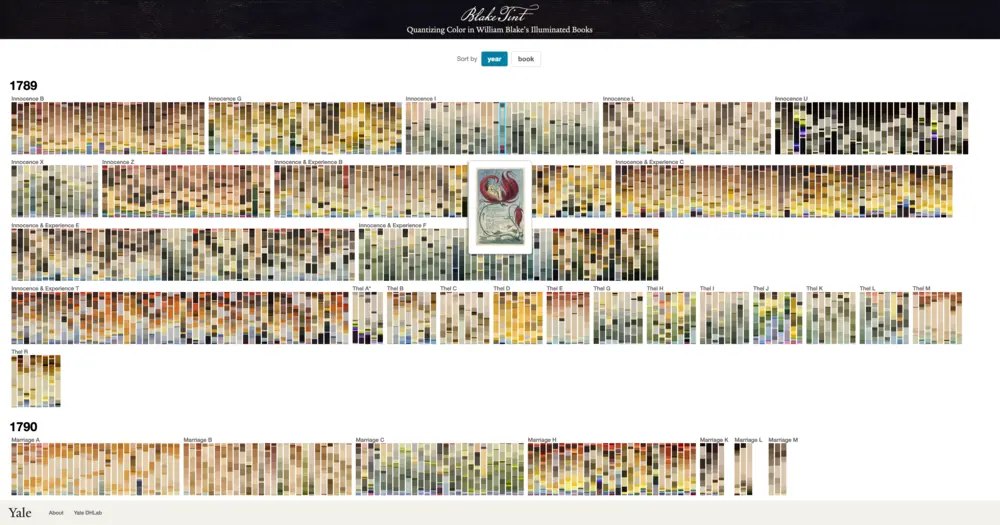 Blake Tint
Quantizing Color in William Blake's Illuminated Books
Sort by year book
1789
Innocence B Innocence G Innocence I Innocence L Innocence U
Innocence X Innocence Z Innocence & Experience B Innocence & Experience C
Innocence & Experience E Innocence & Experience F
Innocence & Experience T Thel A* Thel B Thel C Thel D Thel E Thel G Thel H Thel I Thel J Thel K Thel L Thel M
Thel R
1790
Marriage A Marriage B Marriage C Marriage H Marriage K Marriage L Marriage M
Yale About Yale DHLab